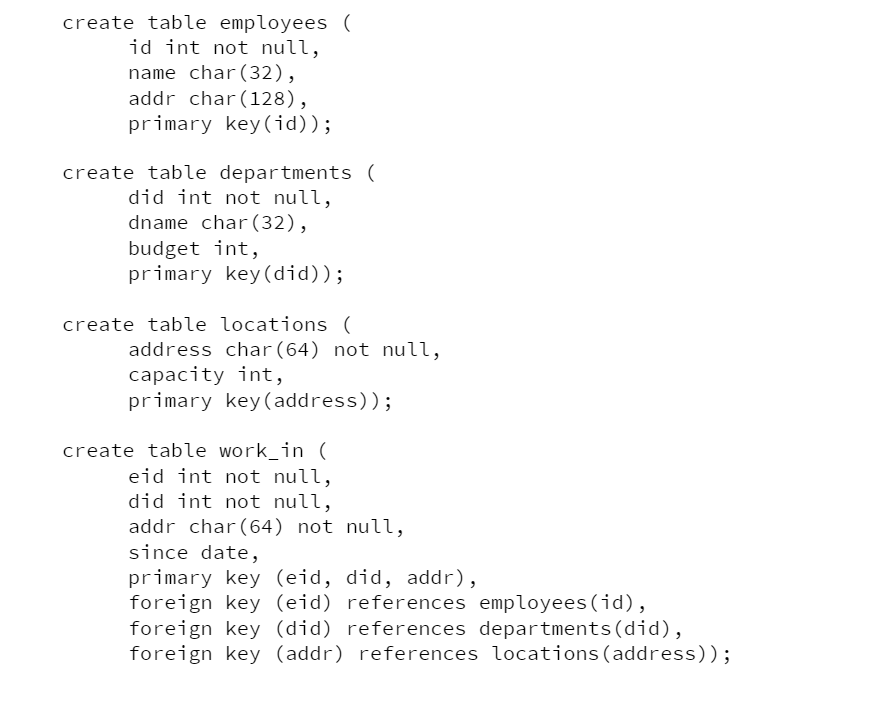 create table employees (
id int not null,
name char(32),
addr char(128),
primary key(id));
create table departments (
did int not null,
dname char(32),
budget int,
primary key(did));
create table locations (
address char(64) not null,
capacity int,
primary key(address));
create table work_in (
eid int not null,
did int not null,
addr char(64) not null,
since date,
primary key (eid, did, addr),
foreign key (eid) references employees(id),
foreign key (did) references departments(did),
foreign key (addr) references locations(address));